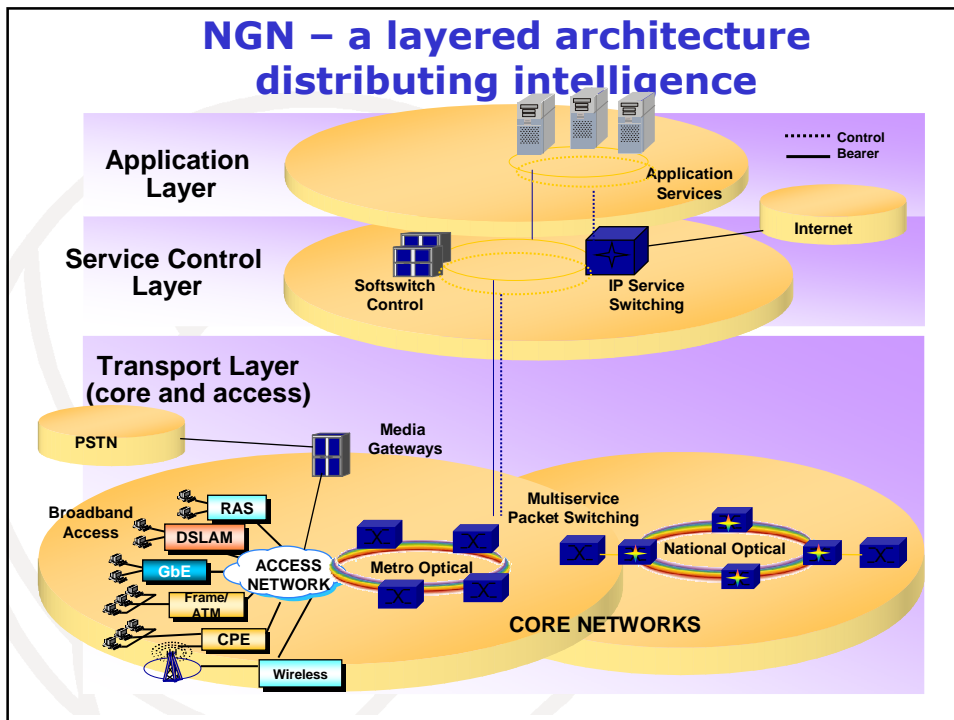 NGN – a layered architecture
distributing intelligence
Control
Bearer
Application
Layer
Application
Services
Internet
Service Control
Layer
Softswitch
Control
IP Service
Switching
Transport Layer
(core and access)
PSTN
Media
Gateways
Broadband
Access
RAS
DSLAM
GbE
Frame/
ATM
CPE
Wireless
ACCESS
NETWORK
Metro Optical
Multiservice
Packet Switching
National Optical
CORE NETWORKS